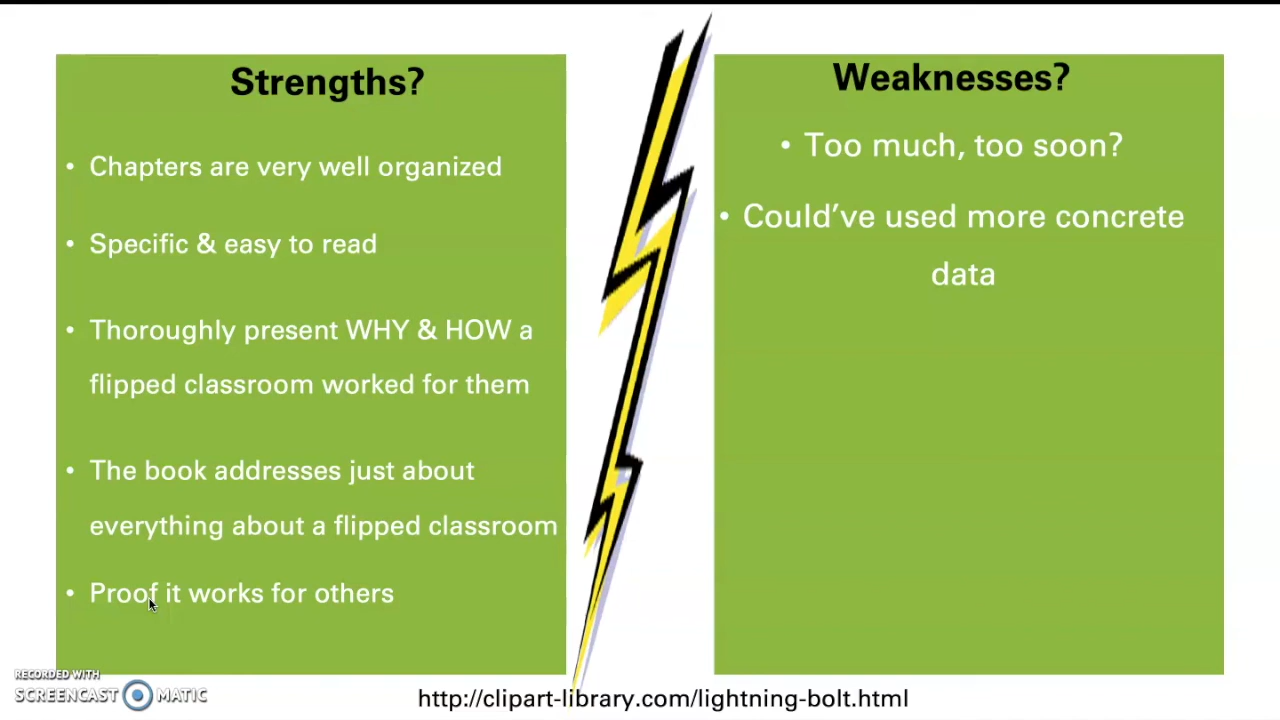 Strengths?
• Chapters are very well organized
• Specific & easy to read
• Thoroughly present WHY & HOW a
flipped classroom worked for them
• The book addresses just about
everything about a flipped classroom
• Proof it works for others
Weaknesses?
• Too much, too soon?
• Could’ve used more concrete
data
RECORDED WITH
SCREENCAST MATIC
http://clipart-library.com/lightning-bolt.html